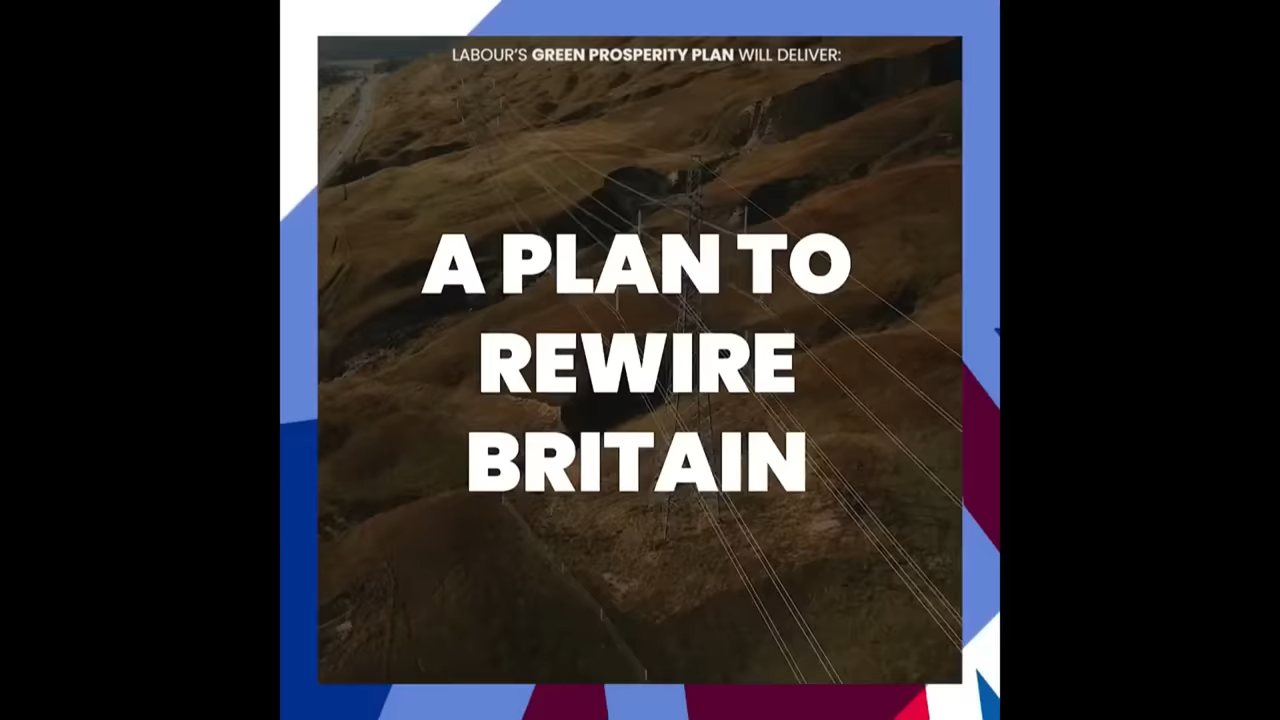 LABOUR'S GREEN PROSPERITY PLAN WILL DELIVER:
A PLAN TO
REWIRE
BRITAIN